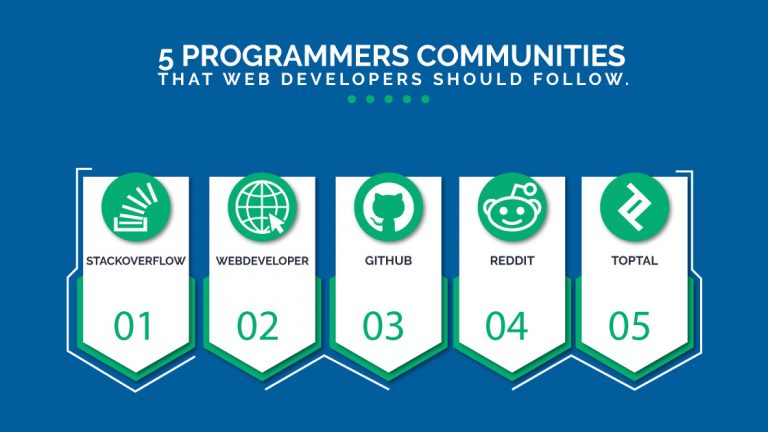 5 PROGRAMMERS COMMUNITIES
THAT WEB DEVELOPERS SHOULD FOLLOW.
STACKOVERFLOW
WEBDEVELOPER
GITHUB
REDDIT
TOPTAL
01
02
03
04
05